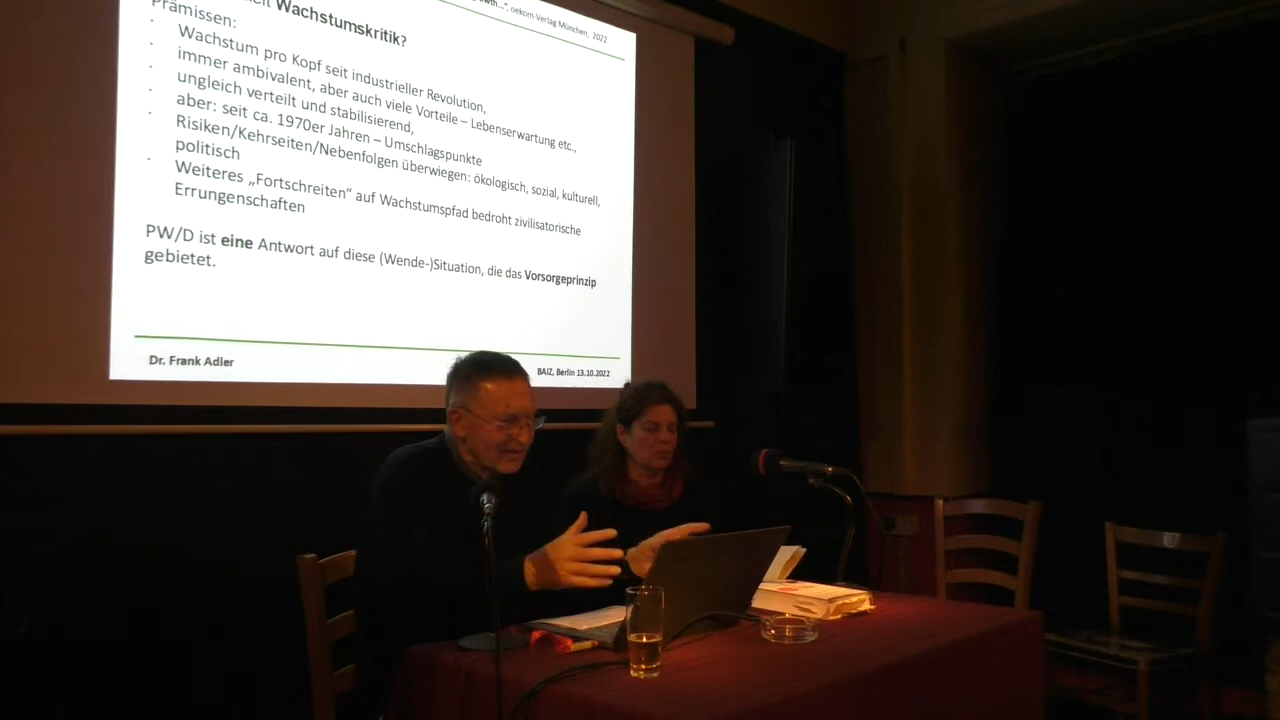 wth...“, oekom-Verlag München, 2022
Wachstumskritik?
Prämissen:
· Wachstum pro Kopf seit industrieller Revolution,
· immer ambivalent, aber auch viele Vorteile – Lebenserwartung etc.,
· ungleich verteilt und stabilisierend,
· aber: seit ca. 1970er Jahren – Umschlagspunkte
· Risiken/Kehrseiten/Nebenfolgen überwiegen: ökologisch, sozial, kulturell,
politisch
· Weiteres „Fortschreiten“ auf Wachstumspfad bedroht zivilisatorische
Errungenschaften
PW/D ist eine Antwort auf diese (Wende-)Situation, die das Vorsorgeprinzip
gebietet.
Dr. Frank Adler
BAIZ, Berlin 13.10.2022